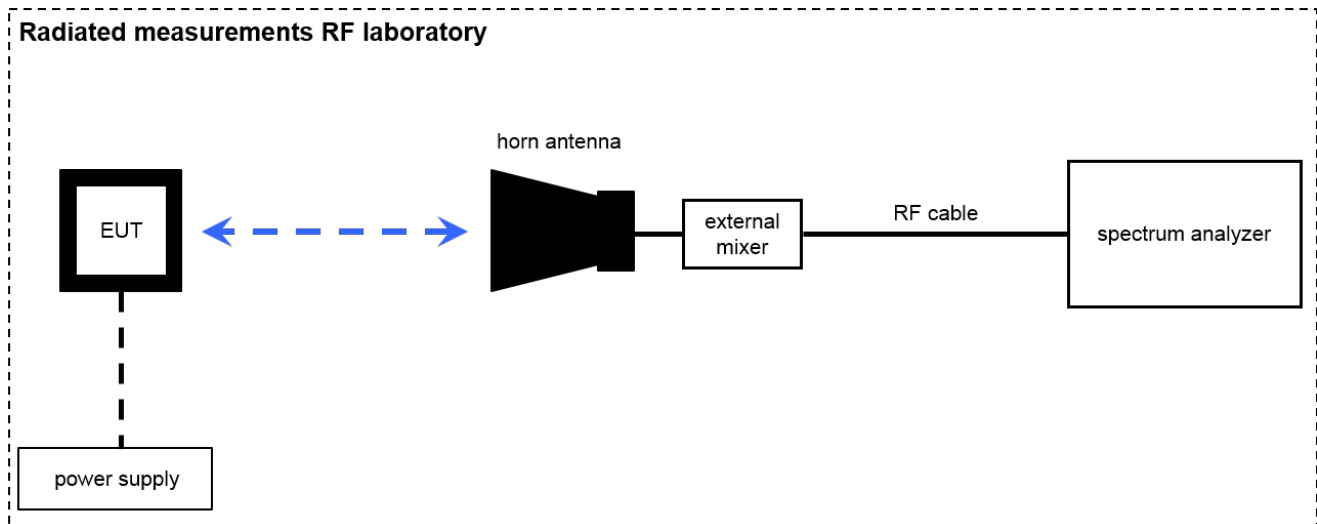 Radiated measurements RF laboratory
horn antenna
EUT
external
mixer
RF cable
spectrum analyzer
power supply